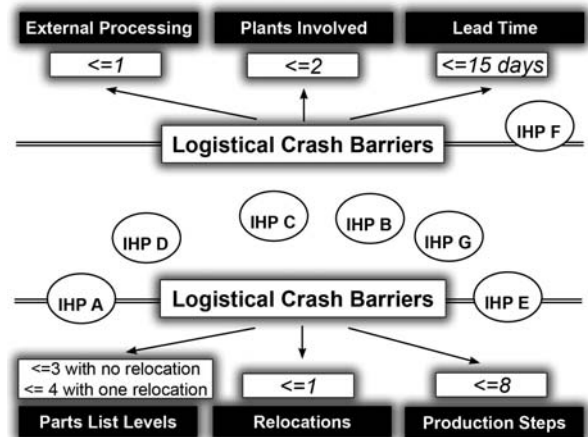 External Processing
Plants Involved
Lead Time
<=1
<=2
<=15 days
Logistical Crash Barriers
IHP F
IHP D
IHP C
IHP B
IHP G
IHP A
Logistical Crash Barriers
IHP E
<=3 with no relocation
<= 4 with one relocation
<=1
<=8
Parts List Levels
Relocations
Production Steps